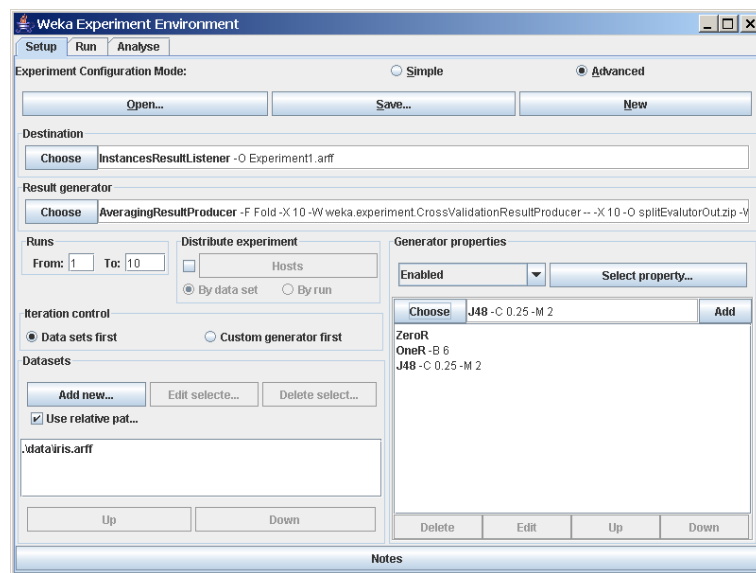 Weka Experiment Environment
Setup Run Analyse
Experiment Configuration Mode: Simple Advanced
Open... Save... New
Destination
Choose InstancesResultListener -O Experiment1.arff
Result generator
Choose AveragingResultProducer -F Fold -X 10 -W weka.experiment.CrossValidationResultProducer -- -X 10 -O splitEvalutorOut.zip -W
Runs
From: 1 To: 10
Distribute experiment
Hosts
By data set By run
Generator properties
Enabled Select property...
Choose J48 -C 0.25 -M 2 Add
ZeroR
OneR -B 6
J48 -C 0.25 -M 2
Iteration control
Data sets first Custom generator first
Datasets
Add new... Edit selecte... Delete select...
Use relative pat...
.\data\iris.arff
Up Down
Delete Edit Up Down
Notes